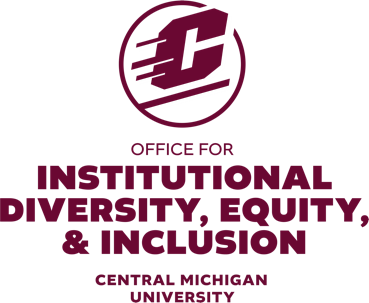 C
OFFICE FOR
INSTITUTIONAL
DIVERSITY, EQUITY,
& INCLUSION
CENTRAL MICHIGAN
UNIVERSITY